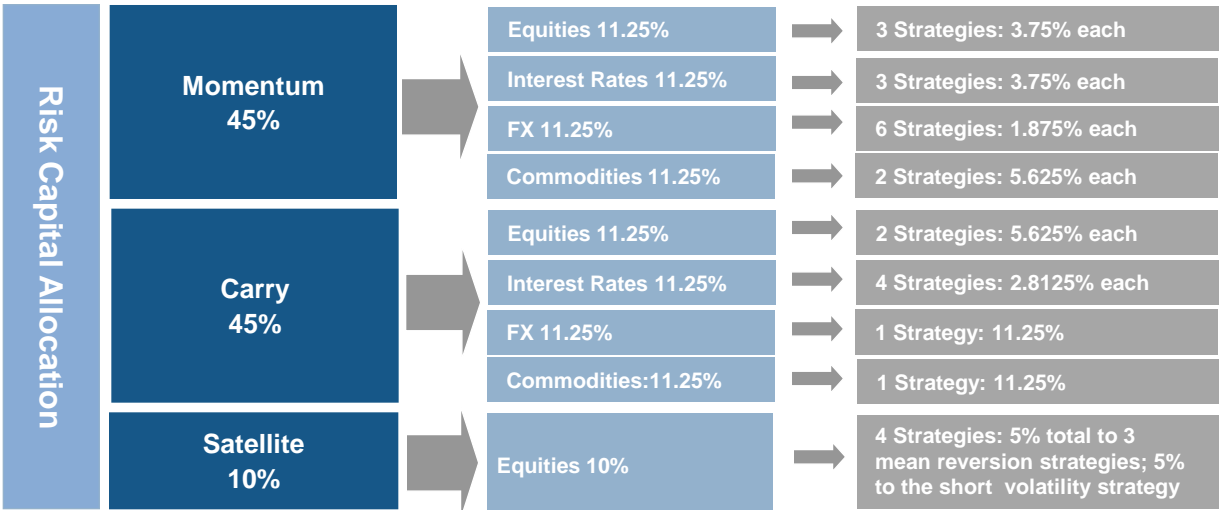 Risk Capital Allocation
Momentum
45%
Equities 11.25%
3 Strategies: 3.75% each
Interest Rates 11.25%
3 Strategies: 3.75% each
FX 11.25%
6 Strategies: 1.875% each
Commodities 11.25%
2 Strategies: 5.625% each
Carry
45%
Equities 11.25%
2 Strategies: 5.625% each
Interest Rates 11.25%
4 Strategies: 2.8125% each
FX 11.25%
1 Strategy: 11.25%
Commodities:11.25%
1 Strategy: 11.25%
Satellite
10%
Equities 10%
4 Strategies: 5% total to 3
mean reversion strategies; 5%
to the short volatility strategy